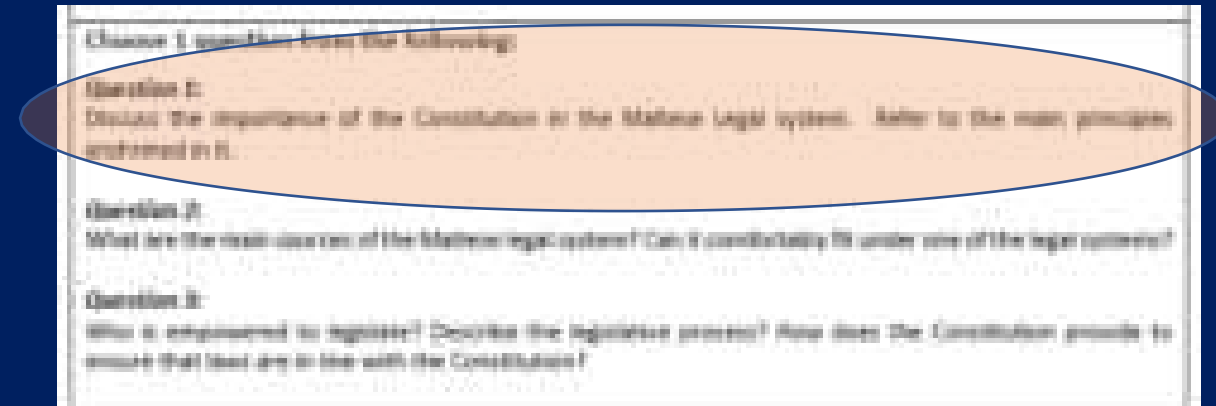 Choose 1 question from the following:
Question 1:
Discuss the importance of the Constitution in the Maltese Legal system. Refer to the main principles
enshrined in it.
Question 2:
What are the main sources of the Maltese legal system? Can it comfortably fit under one of the legal systems?
Question 3:
Who is empowered to legislate? Describe the legislative process? How does the Constitution provide to
ensure that laws are in line with the Constitution?